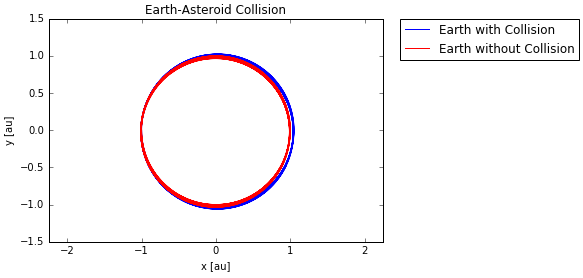 Earth-Asteroid Collision
Earth with Collision
Earth without Collision
y [au]
1.5
1.0
0.5
0.0
−0.5
−1.0
−1.5
−2
−1
0
1
2
x [au]